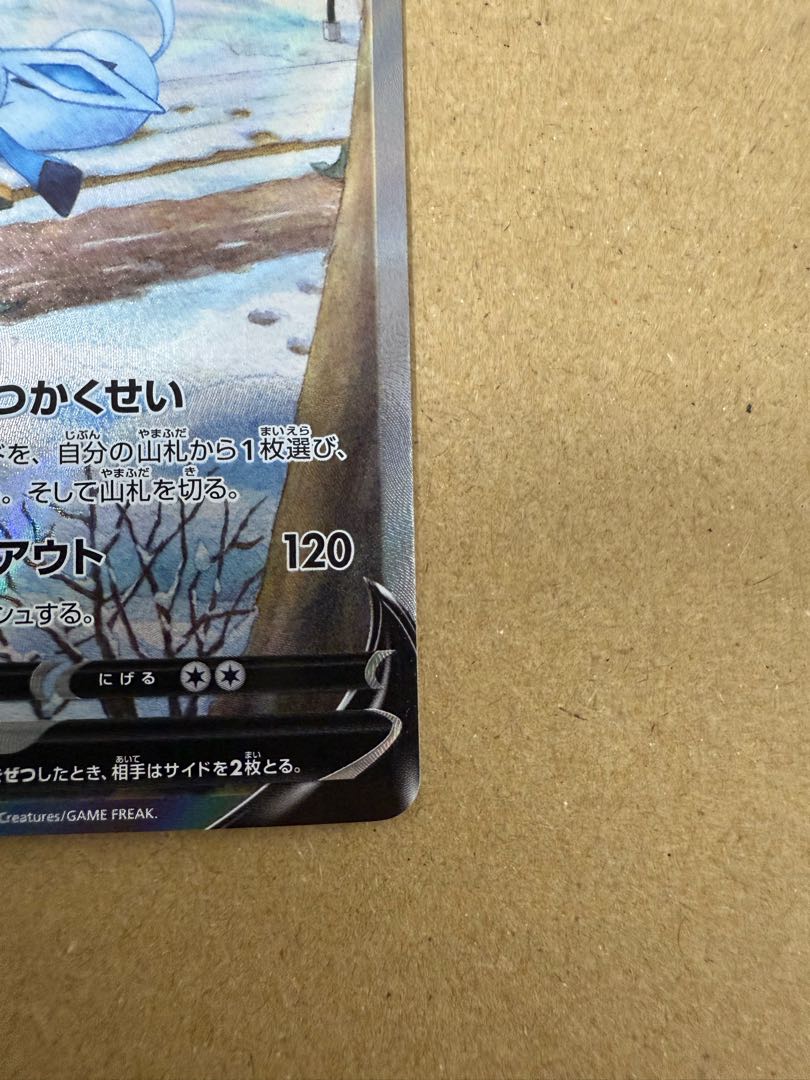 つかくせい
ドを、自分の山札から1枚選び、
。そして山札を切る。
アウト 120
シュする。
にげる
ぜつしたとき、相手はサイドを2枚とる。
Creatures/GAME FREAK.